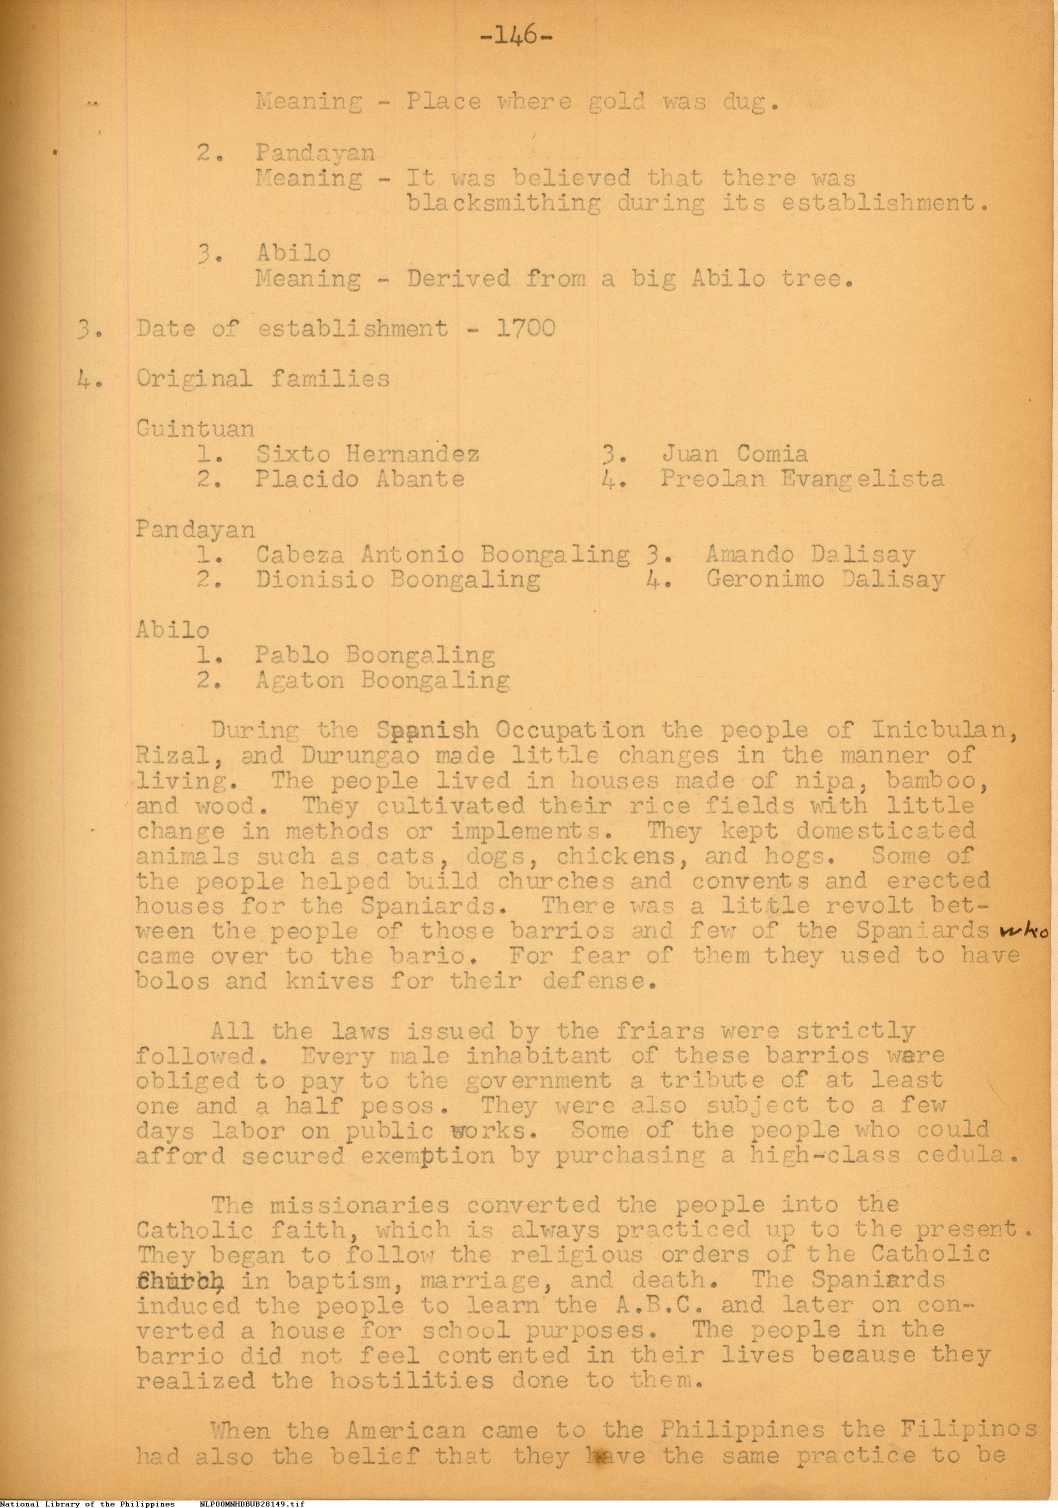 -146-
Meaning - Place where gold was dug.
2. Pandayan
Meaning - It was believed that there was
blacksmithing during its establishment.
3. Abilo
Meaning - Derived from a big Abilo tree.
3. Date of establishment - 1700
4. Original families
Guintuan
1. Sixto Hernandez 3. Juan Comia
2. Placido Abante 4. Preolan Evangelista
Pandayan
1. Cabeza Antonio Boongaling 3. Amando Dalisay
2. Dionisio Boongaling 4. Geronimo Dalisay
Abilo
1. Pablo Boongaling
2. Agaton Boongaling
During the Spanish Occupation the people of Inicbulan,
Rizal, and Durungao made little changes in the manner of
living. The people lived in houses made of nipa, bamboo,
and wood. They cultivated their rice fields with little
change in methods or implements. They kept domesticated
animals such as cats, dogs, chickens, and hogs. Some of
the people helped build churches and convents and erected
houses for the Spaniards. There was a little revolt bet-
ween the people of those barrios and few of the Spaniards who
came over to the bario. For fear of them they used to have
bolos and knives for their defense.
All the laws issued by the friars were strictly
followed. Every male inhabitant of these barrios were
obliged to pay to the government a tribute of at least
one and a half pesos. They were also subject to a few
days labor on public works. Some of the people who could
afford secured exemption by purchasing a high-class cedula.
The missionaries converted the people into the
Catholic faith, which is always practiced up to the present.
They began to follow the religious orders of the Catholic
Church, in baptism, marriage, and death. The Spaniards
induced the people to learn the A.B.C. and later on con-
verted a house for school purposes. The people in the
barrio did not feel contented in their lives because they
realized the hostilities done to them.
When the American came to the Philippines the Filipinos
had also the belief that they have the same practice to be
National Library of the Philippines NLP00MNHDBUB28149.tif